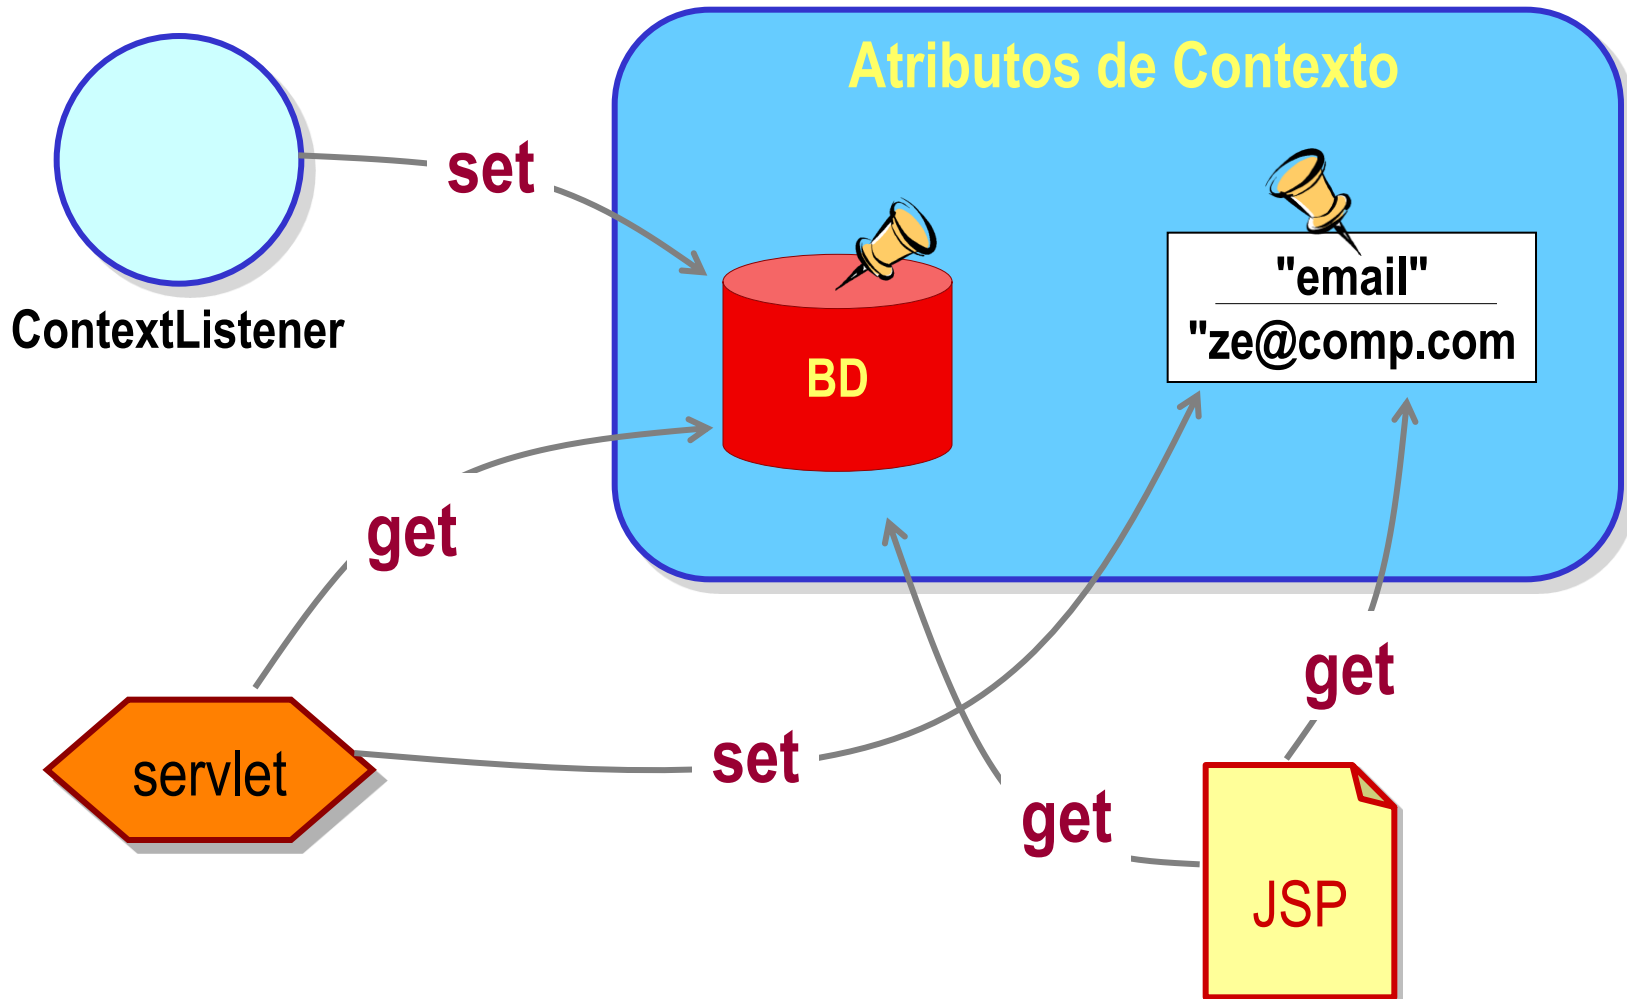 Atributos de Contexto
set
"email"
ContextListener
"ze@comp.com
BD
get
get
set
servlet
get
JSP